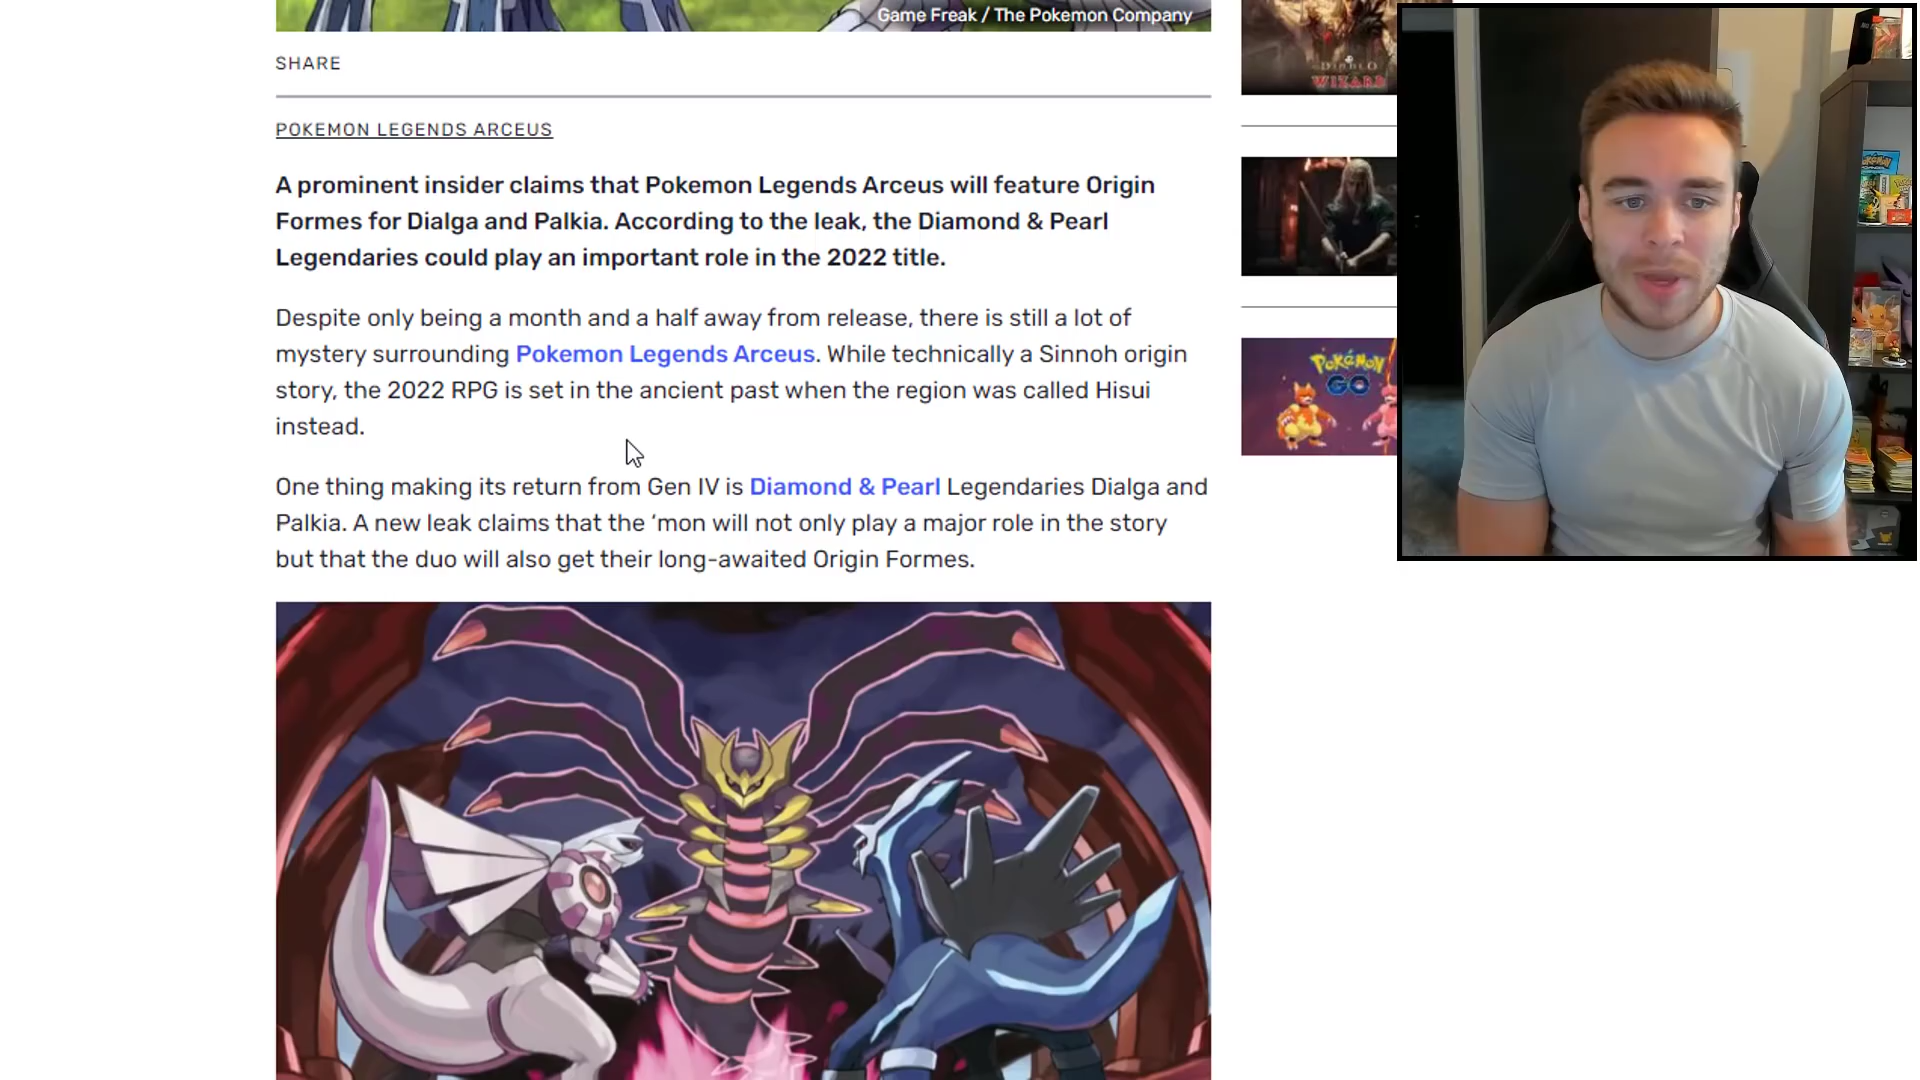 Game Freak / The Pokemon Company
SHARE
POKEMON LEGENDS ARCEUS
A prominent insider claims that Pokemon Legends Arceus will feature Origin
Formes for Dialga and Palkia. According to the leak, the Diamond & Pearl
Legendaries could play an important role in the 2022 title.
Despite only being a month and a half away from release, there is still a lot of
mystery surrounding Pokemon Legends Arceus. While technically a Sinnoh origin
story, the 2022 RPG is set in the ancient past when the region was called Hisui
instead.
One thing making its return from Gen IV is Diamond & Pearl Legendaries Dialga and
Palkia. A new leak claims that the ‘mon will not only play a major role in the story
but that the duo will also get their long-awaited Origin Formes.
DIABLO
WIZARD
POKéMON
GO